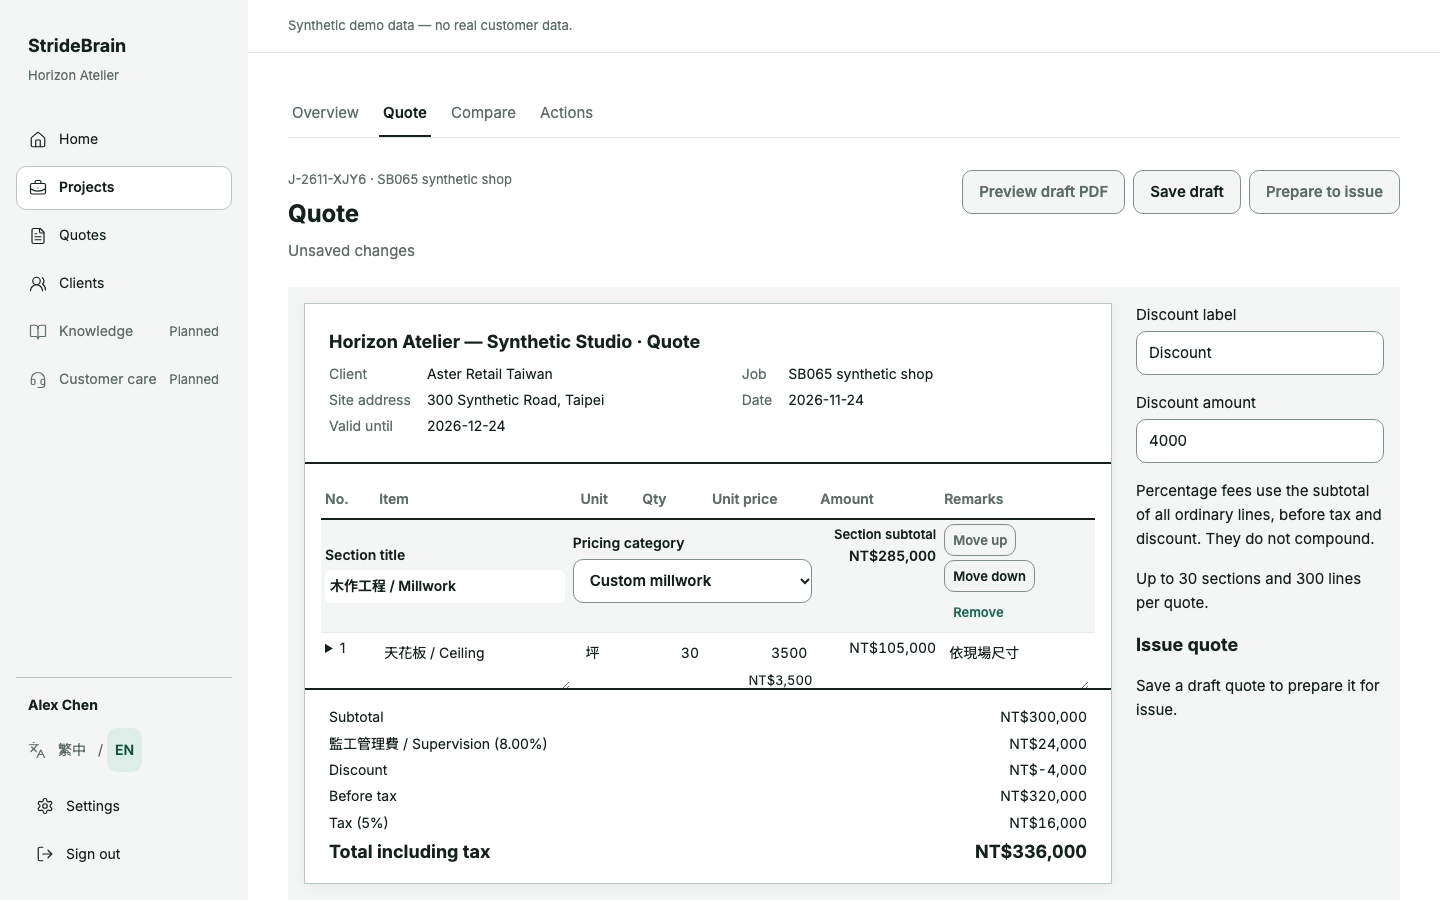 StrideBrain
Horizon Atelier
Home
Projects
Quotes
Clients
Knowledge Planned
Customer care Planned
Alex Chen
繁中 / EN
Settings
Sign out
Synthetic demo data — no real customer data.
Overview Quote Compare Actions
J-2611-XJY6 · SB065 synthetic shop
Quote
Unsaved changes
Preview draft PDF Save draft Prepare to issue
Horizon Atelier — Synthetic Studio · Quote
Client Aster Retail Taiwan Job SB065 synthetic shop
Site address 300 Synthetic Road, Taipei Date 2026-11-24
Valid until 2026-12-24
No. Item Unit Qty Unit price Amount Remarks
Section title
木作工程 / Millwork
Pricing category
Custom millwork
Section subtotal
NT$285,000
Move up
Move down
Remove
1 天花板 / Ceiling 坪 30 3500 NT$105,000 依現場尺寸
NT$3,500
Subtotal NT$300,000
監工管理費 / Supervision (8.00%) NT$24,000
Discount NT$-4,000
Before tax NT$320,000
Tax (5%) NT$16,000
Total including tax NT$336,000
Discount label
Discount
Discount amount
4000
Percentage fees use the subtotal
of all ordinary lines, before tax and
discount. They do not compound.
Up to 30 sections and 300 lines
per quote.
Issue quote
Save a draft quote to prepare it for
issue.